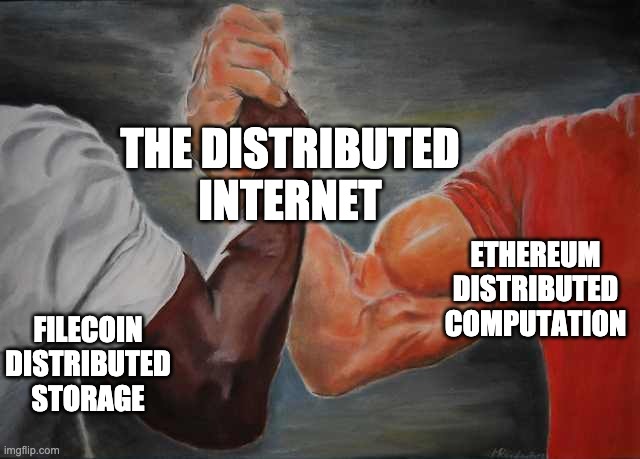 THE DISTRIBUTED
INTERNET
ETHEREUM
DISTRIBUTED
COMPUTATION
FILECOIN
DISTRIBUTED
STORAGE
imgflip.com